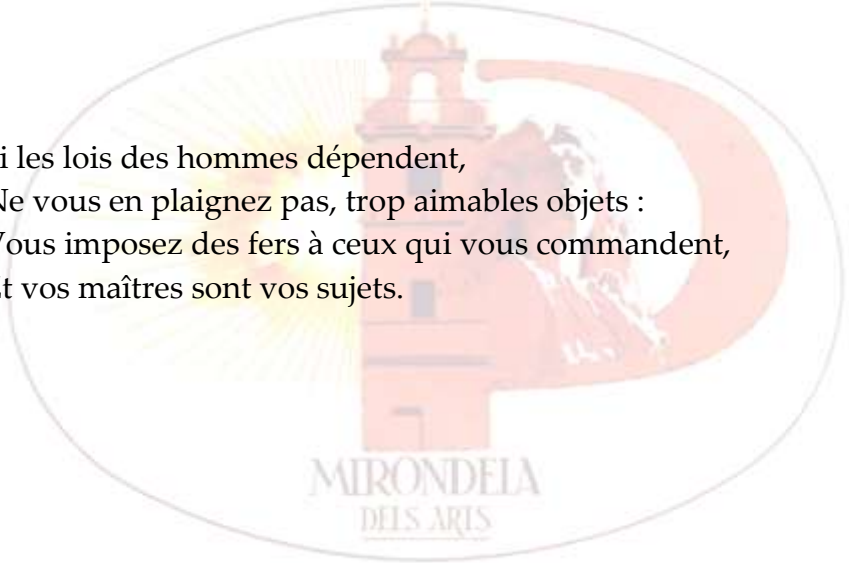 i les lois des hommes dépendent,
Ne vous en plaignez pas, trop aimables objets :
Vous imposez des fers à ceux qui vous commandent,
Et vos maîtres sont vos sujets.
MIRONDELA
DELS ARTS